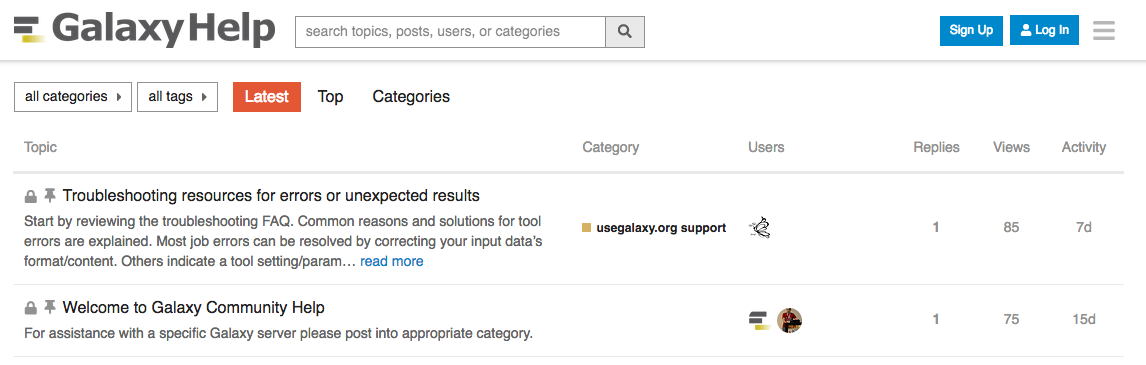 GalaxyHelp
search topics, posts, users, or categories
Sign Up
Log In
all categories
all tags
Latest
Top
Categories
Topic
Category
Users
Replies
Views
Activity
Troubleshooting resources for errors or unexpected results
Start by reviewing the troubleshooting FAQ. Common reasons and solutions for tool
errors are explained. Most job errors can be resolved by correcting your input data’s
format/content. Others indicate a tool setting/param… read more
usegalaxy.org support
1
85
7d
Welcome to Galaxy Community Help
For assistance with a specific Galaxy server please post into appropriate category.
1
75
15d